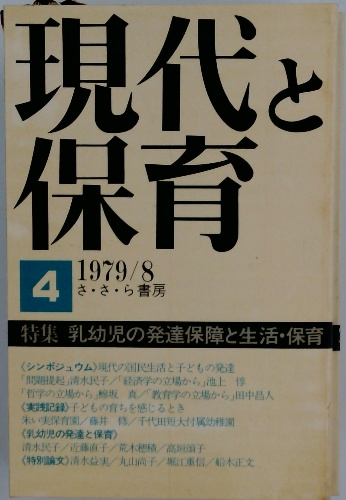 現代と
保育
4
1979/8
さ・さ・ら書房
特集 乳幼児の発達保障と生活・保育
《シンポジュウム》現代の国民生活と子どもの発達
「問題提起」清水民子／「経済学の立場から」池上 惇
「哲学の立場から」鰺坂 真／「教育学の立場から」田中昌人
《実践記録》子どもの育ちを感じるとき
朱い実保育園／藤井 修／千代田短大付属幼稚園
《乳幼児の発達と保育》
清水民子／近藤直子／荒木穂積／高垣頌子
《特別論文》清水益実／丸山尚子／堀江重信／船木正文